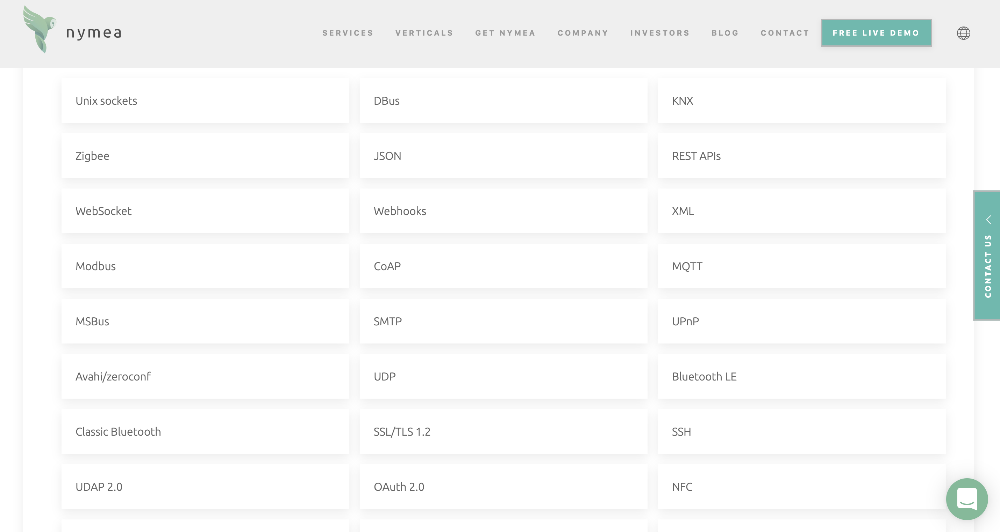 nymea
SERVICES
VERTICALS
GET NYMEA
COMPANY
INVESTORS
BLOG
CONTACT
FREE LIVE DEMO
Unix sockets
DBus
KNX
Zigbee
JSON
REST APIs
WebSocket
Webhooks
XML
Modbus
CoAP
MQTT
MSBus
SMTP
UPnP
Avahi/zeroconf
UDP
Bluetooth LE
Classic Bluetooth
SSL/TLS 1.2
SSH
UDAP 2.0
OAuth 2.0
NFC
CONTACT US